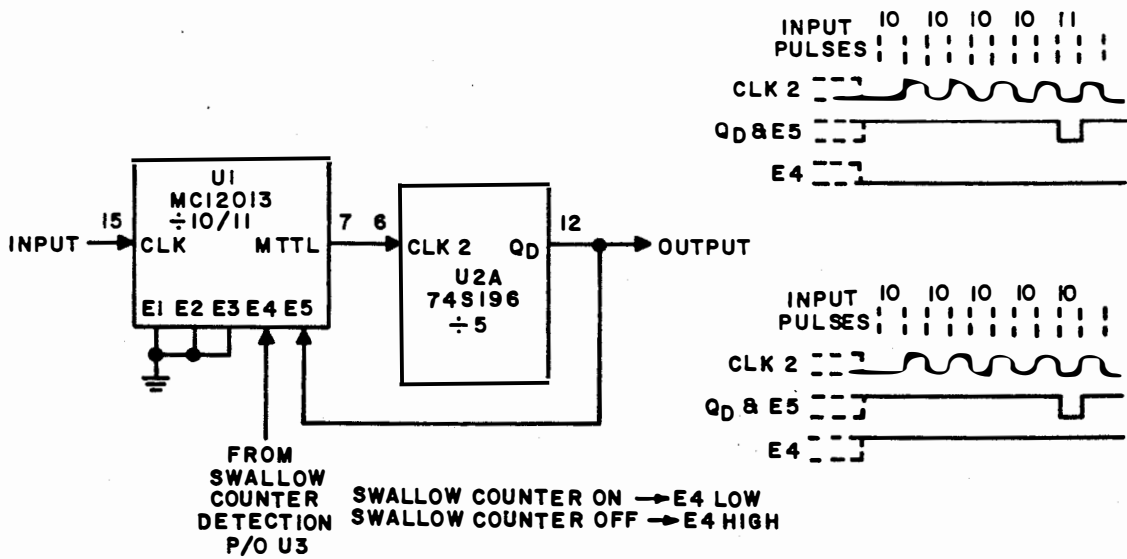 INPUT PULSES
10 10 10 10 11
CLK 2
QD & E5
E4
U1
MC12013
÷10/11
15
INPUT
CLK
MTTL
7
6
E1 E2 E3 E4 E5
CLK 2
QD
U2A
74S196
÷5
12
OUTPUT
INPUT PULSES
10 10 10 10 10
CLK 2
QD & E5
E4
FROM
SWALLOW
COUNTER
DETECTION
P/O U3
SWALLOW COUNTER ON → E4 LOW
SWALLOW COUNTER OFF → E4 HIGH